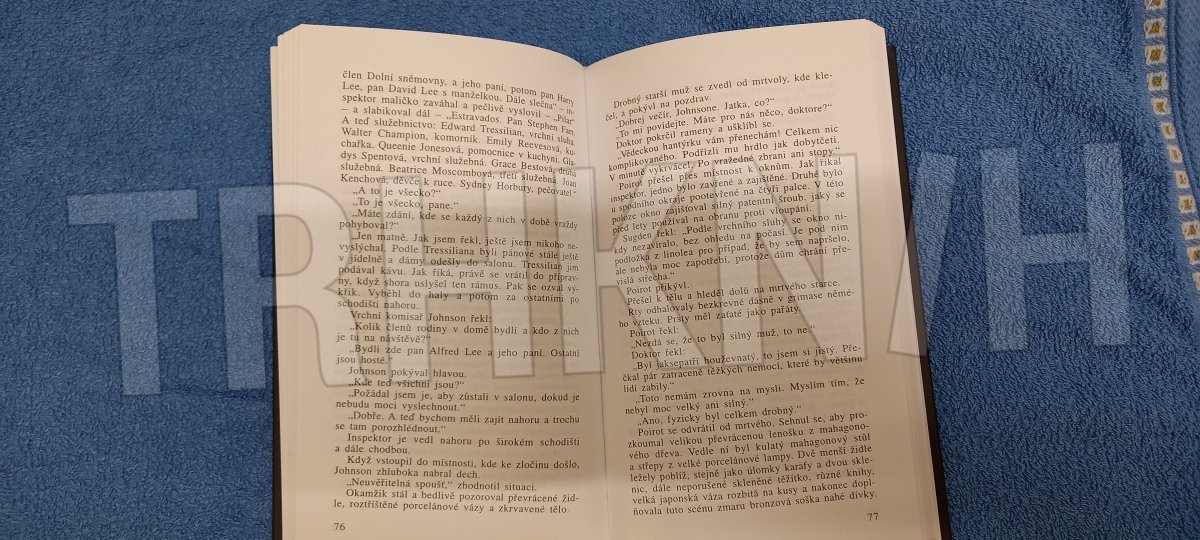 člen Dolní sněmovny, a jeho paní, potom pan Harry
Lee, pan David Lee s manželkou. Dále slečna“ – in-
spektor maličko zaváhal a pečlivě vyslovil – „Pilar“
– a slabikoval dál – „Estravados. Pan Stephen Farr.
A teď služebnictvo: Edward Tressilian, vrchní sluha.
Walter Champion, komorník. Emily Reevesová, ku-
chařka. Queenie Jonesová, pomocnice v kuchyni. Gla-
dys Spentová, vrchní služebná. Grace Bestová, druhá
služebná. Beatrice Moscombová, třetí služebná. Joan
Kenchová, děvče k ruce. Sydney Horbury, pečovatel.“
„A to je všecko?“
„To je všecko, pane.“
„Máte zdání, kde se každý z nich v době vraždy
pohyboval?“
„Jen matně. Jak jsem řekl, ještě jsem nikoho ne-
vyslýchal. Podle Tressiliana byli pánové stále ještě
v jídelně a dámy odešly do salonu. Tressilian jim
podával kávu. Jak říká, právě se vrátil do příprav-
ny, když shora uslyšel ten rámus. Pak se ozval vý-
křik. Vyběhl do haly a potom za ostatními po
schodišti nahoru.“
Vrchní komisař Johnson řekl:
„Kolik členů rodiny v domě bydlí a kdo z nich
je tu na návštěvě?“
„Bydlí zde pan Alfred Lee a jeho paní. Ostatní
jsou hosté.“
Johnson pokýval hlavou.
„Kde teď všichni jsou?“
„Požádal jsem je, aby zůstali v salonu, dokud je
nebudu moci vyslechnout.“
„Dobře. A teď bychom měli zajít nahoru a trochu
se tam porozhlédnout.“
Inspektor je vedl nahoru po širokém schodišti
a dále chodbou.
Když vstoupil do místnosti, kde ke zločinu došlo,
Johnson zhluboka nabral dech.
„Neuvěřitelná spoušť,“ zhodnotil situaci.
Okamžik stál a bedlivě pozoroval převrácené žid-
le, roztříštěné porcelánové vázy a zkrvavené tělo.
76
Drobný starší muž se zvedl od mrtvoly, kde kle-
čel, a pokývl na pozdrav.
„Dobrej večír, Johnsone. Jatka, co?“
„To mi povídejte. Máte pro nás něco, doktore?“
Doktor pokrčil rameny a ušklíbl se.
„Vědeckou hantýrku vám přenechám! Celkem nic
komplikovaného. Podřízli mu hrdlo jak dobytčeti.
V minutě vykrvácel. Po vražedné zbrani ani stopy.“
Poirot přešel přes místnost k oknům. Jak říkal
inspektor, jedno bylo zavřené a zajištěné. Druhé bylo
u spodního okraje pootevřené na čtyři palce. V této
poloze okno zajišťoval silný patentní šroub, jaký se
před lety používal na obranu proti vloupání.
Sugden řekl: „Podle vrchního sluhy se okno ni-
kdy nezavíralo, bez ohledu na počasí. Je pod ním
podložka z linolea pro případ, že by sem napršelo,
ale nebyla moc zapotřebí, protože dům chrání pře-
vislá střecha.“
Poirot přikývl.
Přešel k tělu a hleděl dolů na mrtvého starce.
Rty odhalovaly bezkrevné dásně v grimase němé-
ho vzteku. Prsty měl zaťaté jako pařáty.
Poirot řekl:
„Nezdá se, že to byl silný muž, to ne.“
Doktor řekl:
„Byl jaksepatří houževnatý, to jsem si jistý. Pře-
čkal pár zatraceně těžkých nemocí, které by většinu
lidí zabily.“
„Toto nemám zrovna na mysli. Myslím tím, že
nebyl moc velký ani silný.“
„Ano, fyzicky byl celkem drobný.“
Poirot se odvrátil od mrtvého. Sehnul se, aby pro-
zkoumal velikou převrácenou lenošku z mahagono-
vého dřeva. Vedle ní byl kulatý mahagonový stůl
a střepy z velké porcelánové lampy. Dvě menší židle
ležely poblíž, stejně jako úlomky karafy a dvou skle-
nic, dále neporušené skleněné těžítko, různé knihy,
velká japonská váza rozbitá na kusy a nakonec dopl-
ňovala tuto scénu zmaru bronzová soška nahé dívky.
77